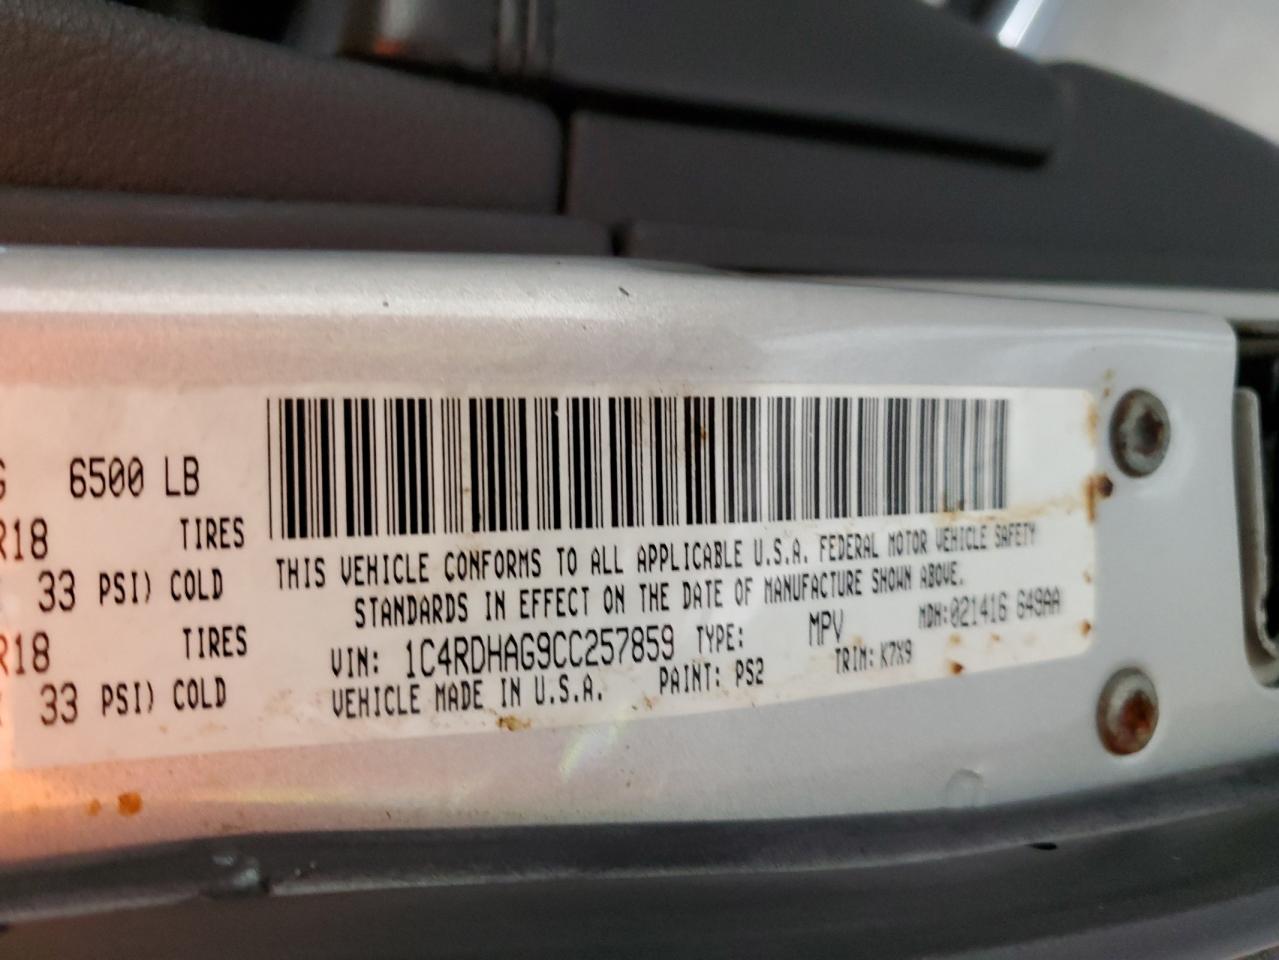 G 6500 LB
R18 TIRES
33 PSI) COLD
R18 TIRES
33 PSI) COLD
THIS VEHICLE CONFORMS TO ALL APPLICABLE U.S.A. FEDERAL MOTOR VEHICLE SAFETY
STANDARDS IN EFFECT ON THE DATE OF MANUFACTURE SHOWN ABOVE.
MDH:021416 649AA
VIN: 1C4RDHAG9CC257859 TYPE: MPV
VEHICLE MADE IN U.S.A. PAINT: PS2 TRIM: K7X9